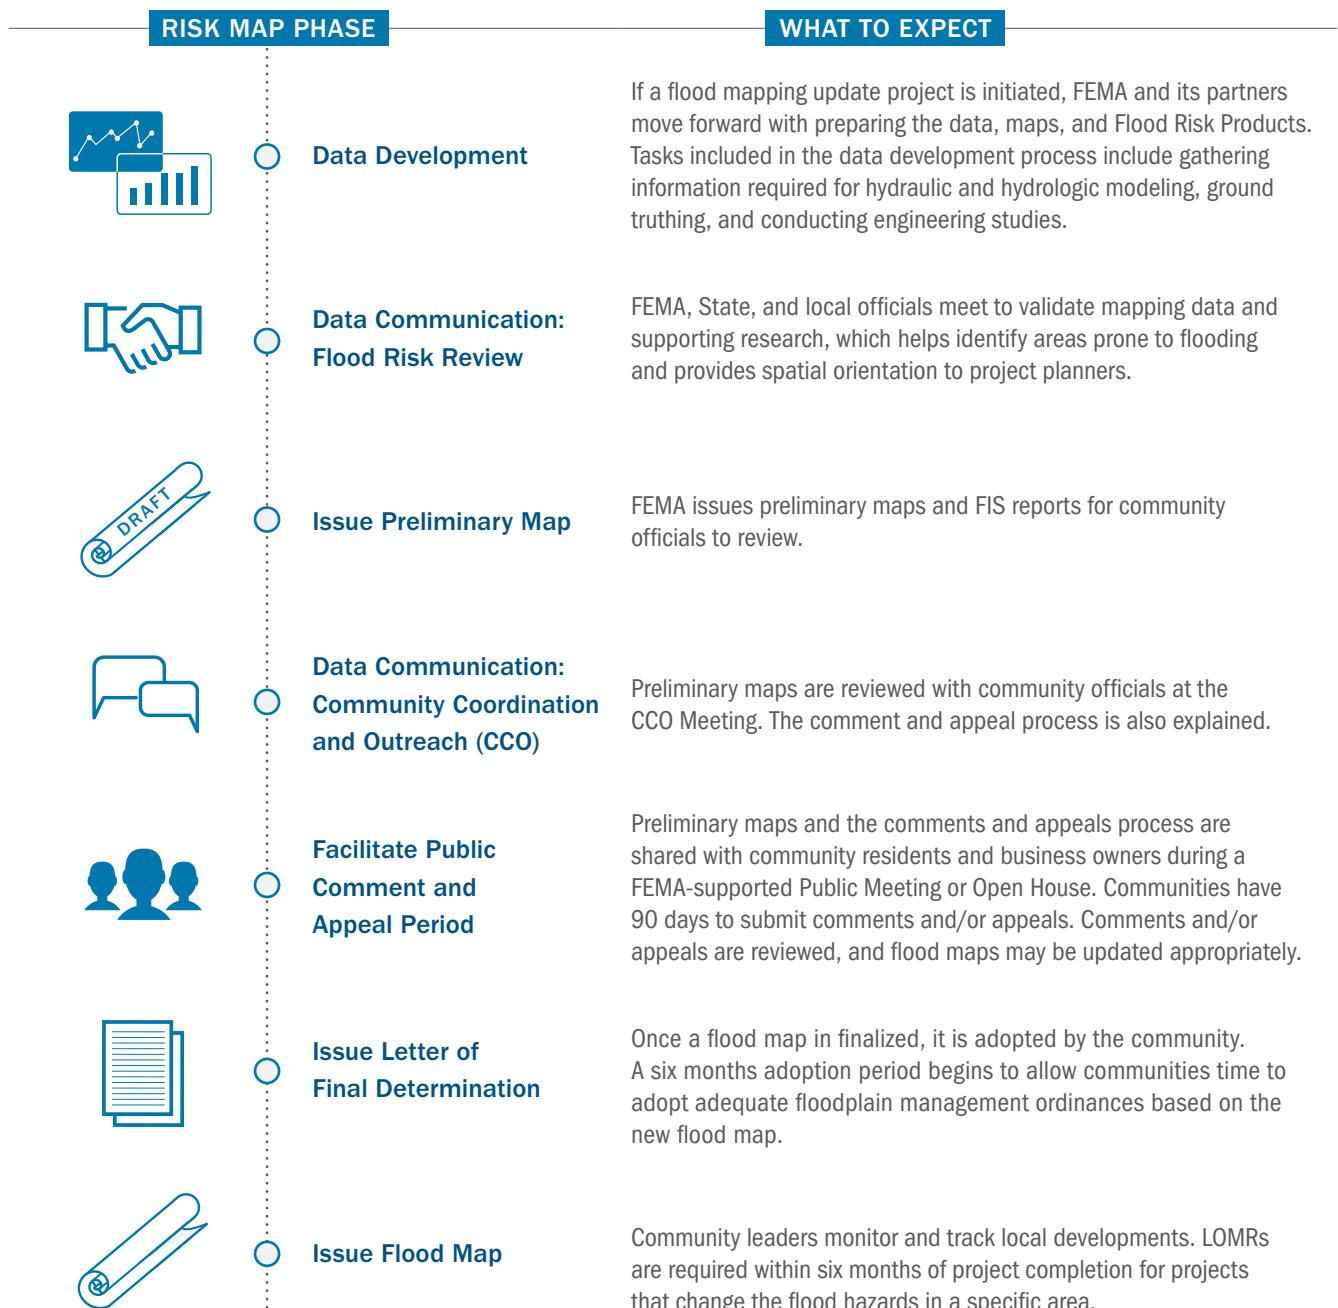 RISK MAP PHASE
WHAT TO EXPECT
Data Development
If a flood mapping update project is initiated, FEMA and its partners
move forward with preparing the data, maps, and Flood Risk Products.
Tasks included in the data development process include gathering
information required for hydraulic and hydrologic modeling, ground
truthing, and conducting engineering studies.
Data Communication:
Flood Risk Review
FEMA, State, and local officials meet to validate mapping data and
supporting research, which helps identify areas prone to flooding
and provides spatial orientation to project planners.
DRAFT
Issue Preliminary Map
FEMA issues preliminary maps and FIS reports for community
officials to review.
Data Communication:
Community Coordination
and Outreach (CCO)
Preliminary maps are reviewed with community officials at the
CCO Meeting. The comment and appeal process is also explained.
Facilitate Public
Comment and
Appeal Period
Preliminary maps and the comments and appeals process are
shared with community residents and business owners during a
FEMA-supported Public Meeting or Open House. Communities have
90 days to submit comments and/or appeals. Comments and/or
appeals are reviewed, and flood maps may be updated appropriately.
Issue Letter of
Final Determination
Once a flood map in finalized, it is adopted by the community.
A six months adoption period begins to allow communities time to
adopt adequate floodplain management ordinances based on the
new flood map.
Issue Flood Map
Community leaders monitor and track local developments. LOMRs
are required within six months of project completion for projects
that change the flood hazards in a specific area.